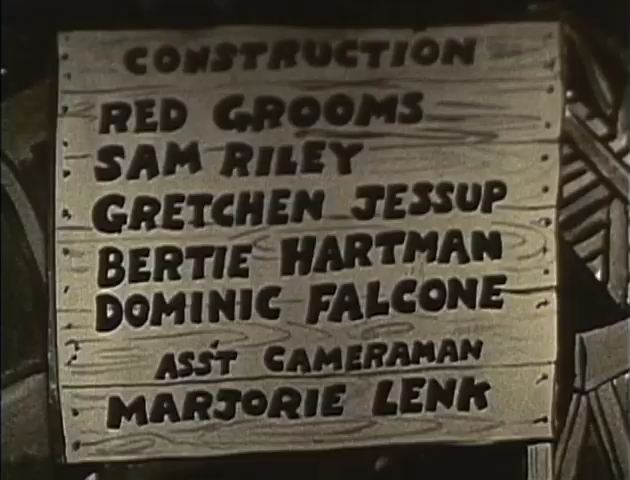 CONSTRUCTION
RED GROOMS
SAM RILEY
GRETCHEN JESSUP
BERTIE HARTMAN
DOMINIC FALCONE
ASS'T CAMERAMAN
MARJORIE LENK